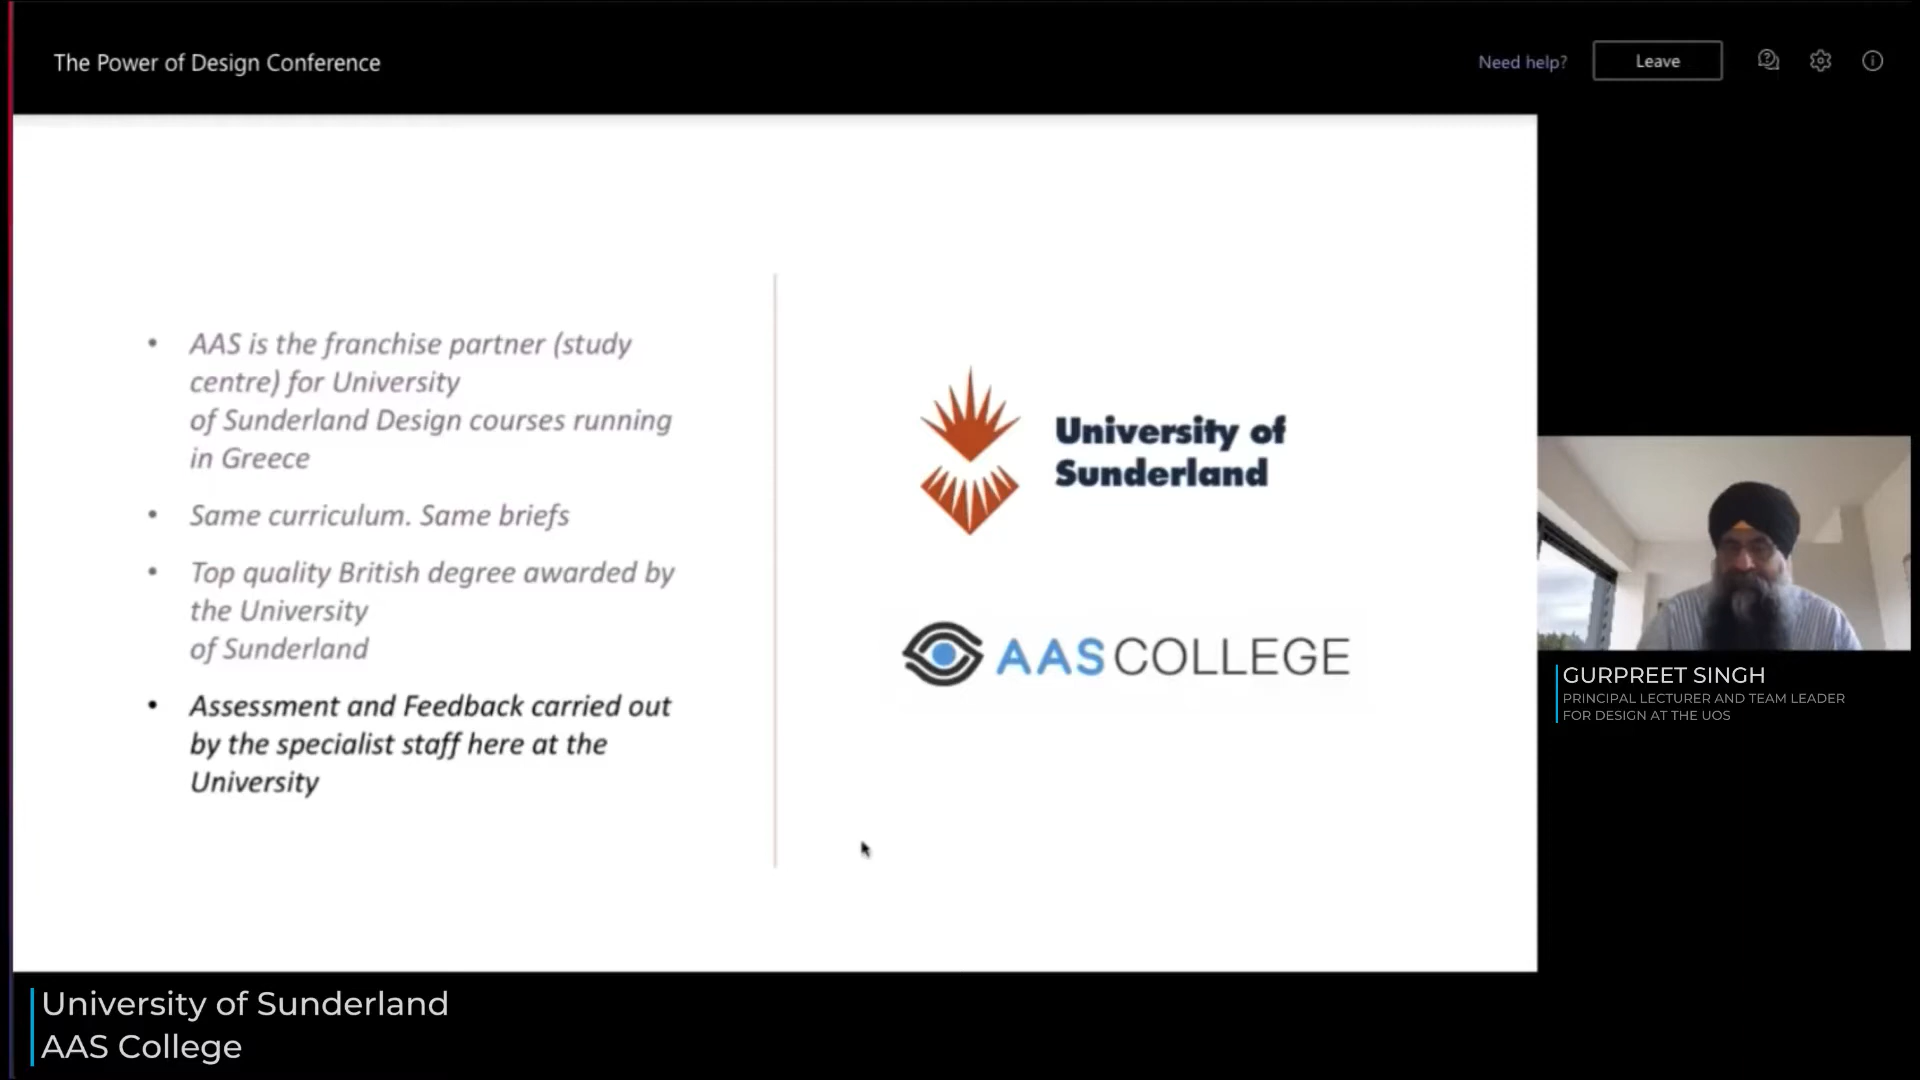 The Power of Design Conference
Need help?
Leave
AAS is the franchise partner (study
centre) for University
of Sunderland Design courses running
in Greece
Same curriculum. Same briefs
Top quality British degree awarded by
the University
of Sunderland
Assessment and Feedback carried out
by the specialist staff here at the
University
University of
Sunderland
AAS COLLEGE
GURPREET SINGH
PRINCIPAL LECTURER AND TEAM LEADER
FOR DESIGN AT THE UOS
University of Sunderland
AAS College